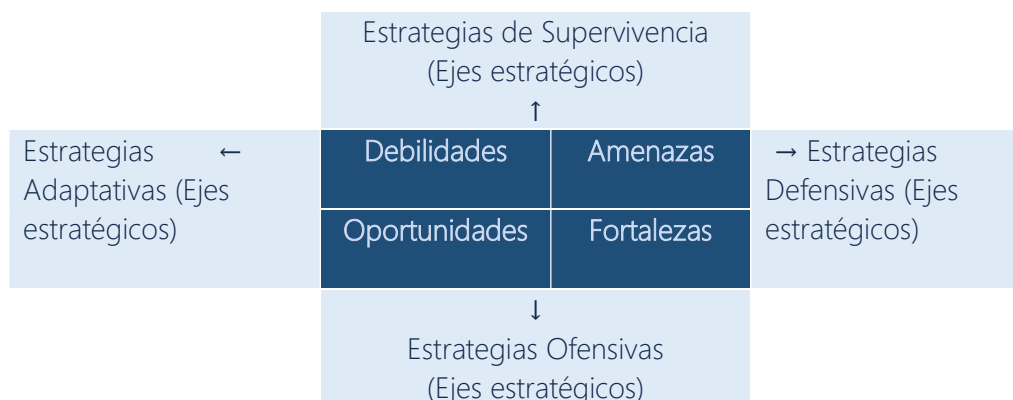 Estrategias de Supervivencia
(Ejes estratégicos)
↑
Estrategias ←
Adaptativas (Ejes
estratégicos)
Debilidades
Amenazas
Oportunidades
Fortalezas
→ Estrategias
Defensivas (Ejes
estratégicos)
↓
Estrategias Ofensivas
(Ejes estratégicos)